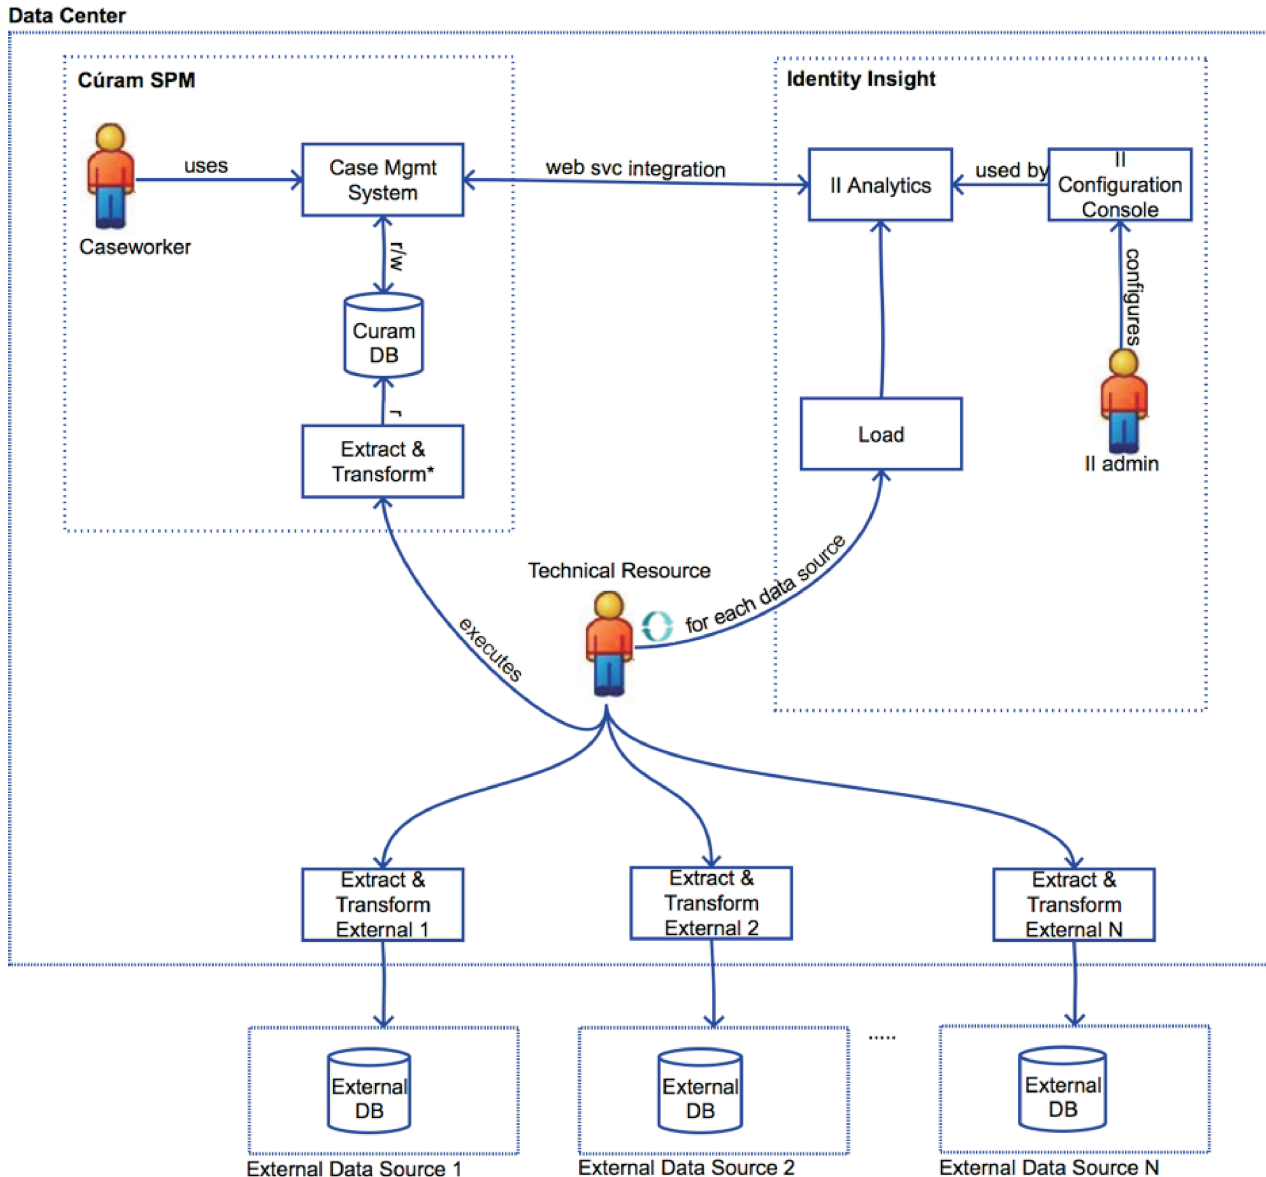 Data Center
Cúram SPM
Identity Insight
Caseworker
uses
Case Mgmt
System
web svc integration
II Analytics
used by
II
Configuration
Console
r/w
configures
Curam
DB
r
II admin
Extract &
Transform*
Load
Technical Resource
for each data source
executes
Extract &
Transform
External 1
Extract &
Transform
External 2
Extract &
Transform
External N
External
DB
External
DB
.....
External
DB
External Data Source 1
External Data Source 2
External Data Source N